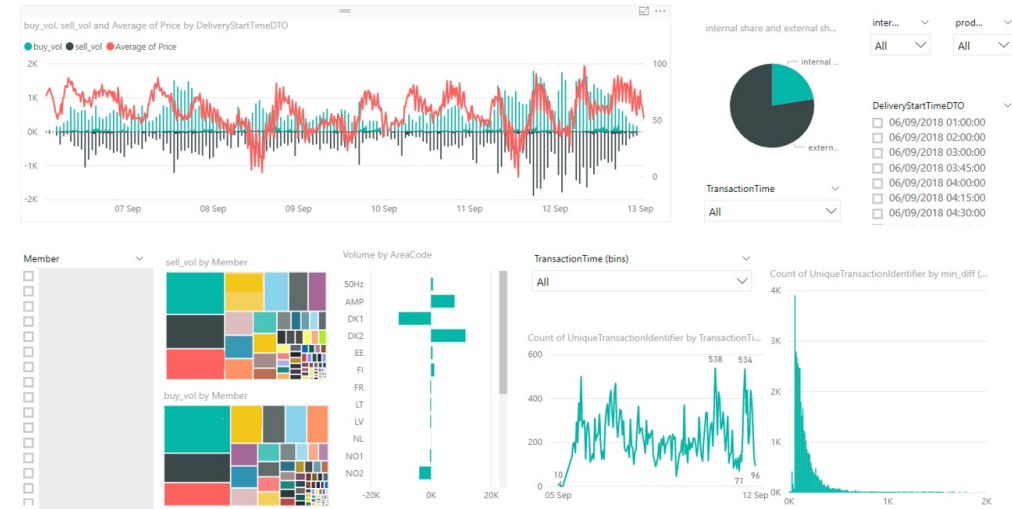 buy_vol, sell_vol and Average of Price by DeliveryStartTimeDTO
buy_vol sell_vol Average of Price
2K
1K
0K
-1K
-2K
100
50
0
07 Sep 08 Sep 09 Sep 10 Sep 11 Sep 12 Sep 13 Sep
internal share and external sh...
internal ...
extern...
TransactionTime
All
inter...
All
prod...
All
DeliveryStartTimeDTO
06/09/2018 01:00:00
06/09/2018 02:00:00
06/09/2018 03:00:00
06/09/2018 03:45:00
06/09/2018 04:00:00
06/09/2018 04:15:00
06/09/2018 04:30:00
Member
sell_vol by Member
buy_vol by Member
Volume by AreaCode
50Hz
AMP
DK1
DK2
EE
FI
FR
LT
LV
NL
NO1
NO2
-20K 0K 20K
TransactionTime (bins)
All
Count of UniqueTransactionIdentifier by TransactionTi...
600
400
200
0
10
538
534
71
96
05 Sep 12 Sep
Count of UniqueTransactionIdentifier by min_diff (...
4K
3K
2K
1K
0K
0K 1K 2K